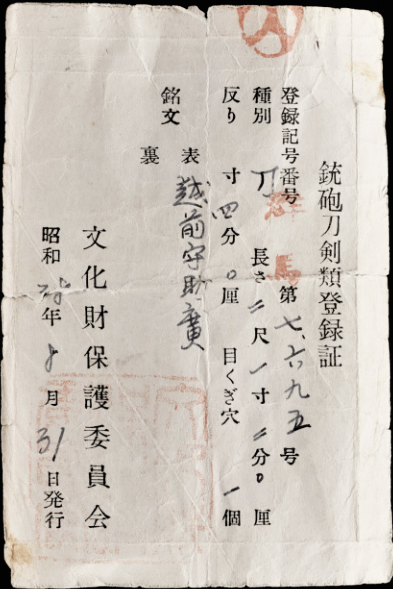 銃砲刀剣類登録証
登録記号番号 群馬 第七、六九五号
種別 刀 長さ 二尺一寸二分〇厘
反り 寸四分〇厘 目くぎ穴 一個
銘文 表 越前守助廣
裏
文化財保護委員会
昭和年8月31日発行